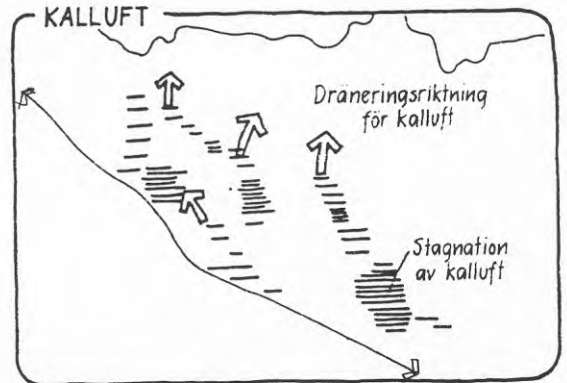 KALLUFT
Dräneringsriktning
för kalluft
Stagnation
av kalluft